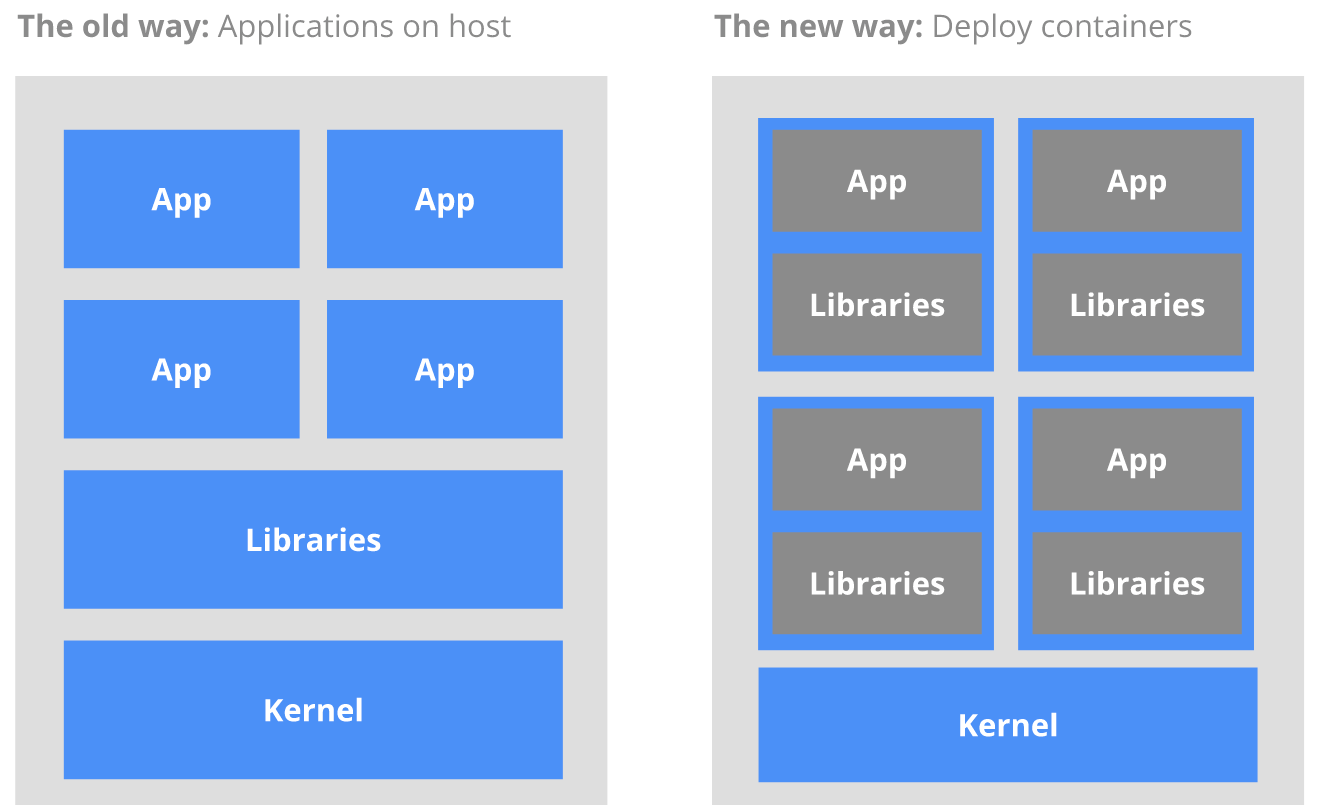 The old way: Applications on host
App
App
App
App
Libraries
Kernel
The new way: Deploy containers
App
Libraries
App
Libraries
App
Libraries
App
Libraries
Kernel